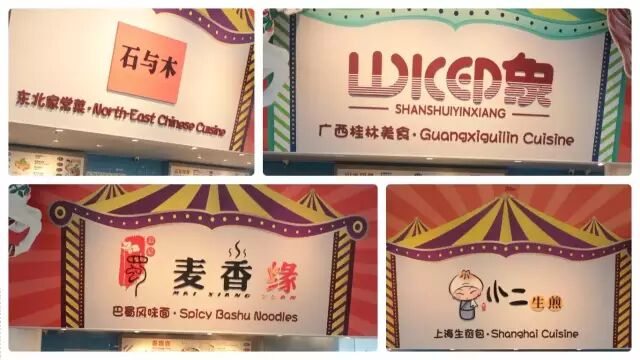 石与木
东北家常菜·North-East Chinese Cuisine
山水印象
SHANSHUIYINXIANG
广西桂林美食·Guangxiguilin Cuisine
蜀
麦香缘
MAI XIANG YUAN
巴蜀风味面·Spicy Bashu Noodles
小二生煎
上海生煎包·Shanghai Cuisine